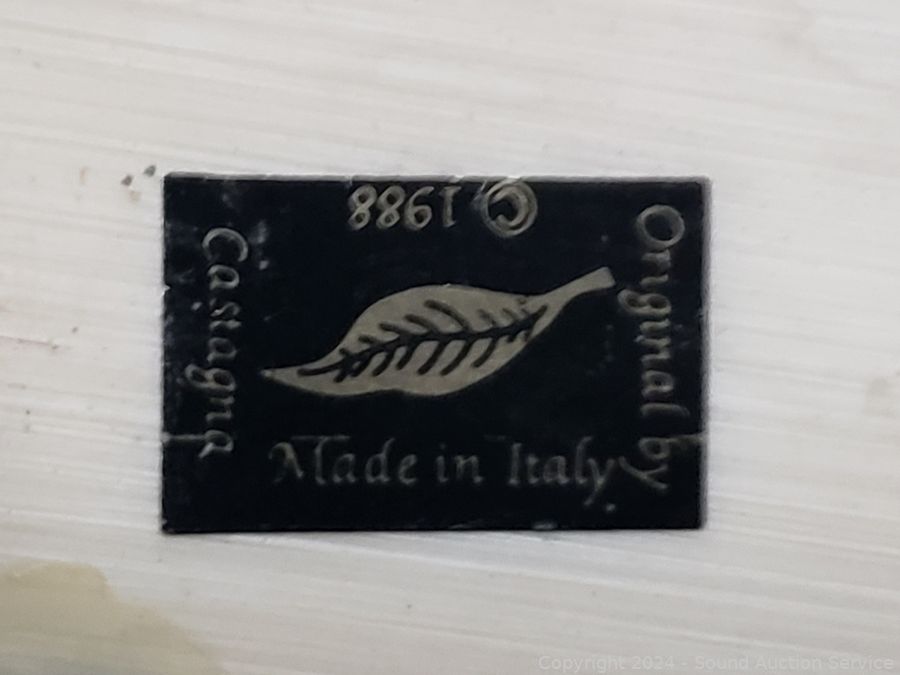 © 1988
Original by
Castagna
Made in Italy
Copyright 2024 - Sound Auction Service